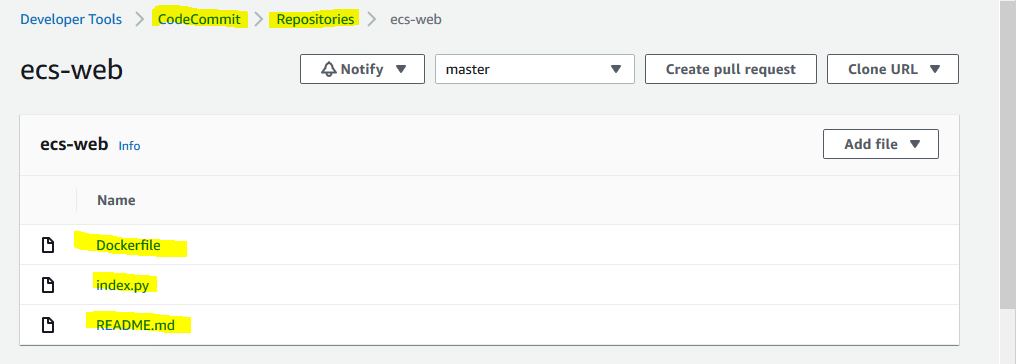 Developer Tools > CodeCommit > Repositories > ecs-web
ecs-web Notify master Create pull request Clone URL
ecs-web Info Add file
Name
Dockerfile
index.py
README.md